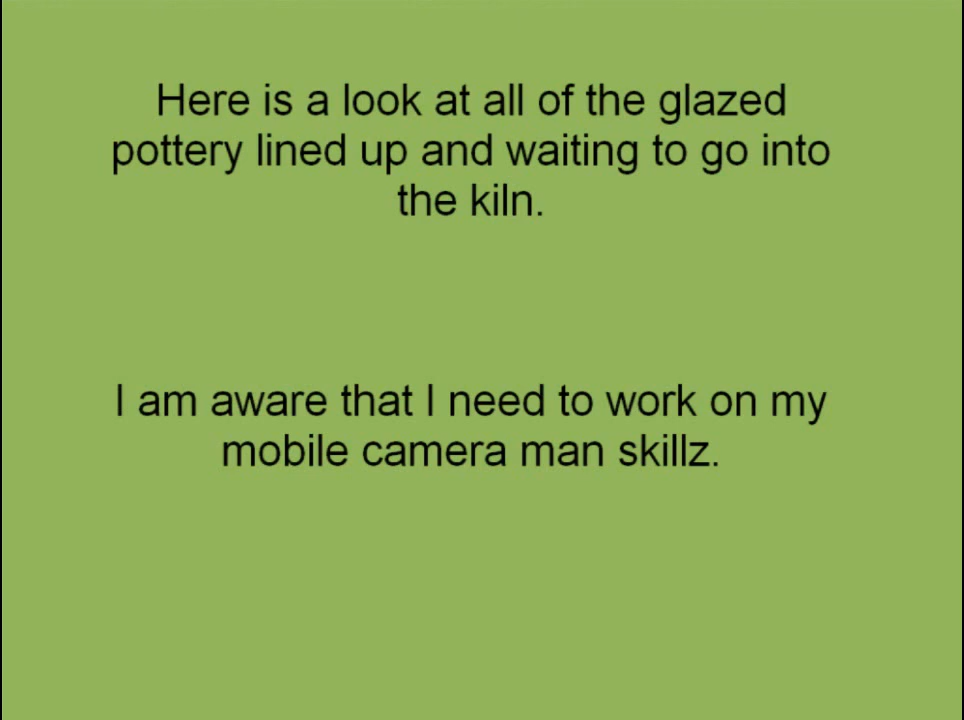 Here is a look at all of the glazed
pottery lined up and waiting to go into
the kiln.
I am aware that I need to work on my
mobile camera man skillz.